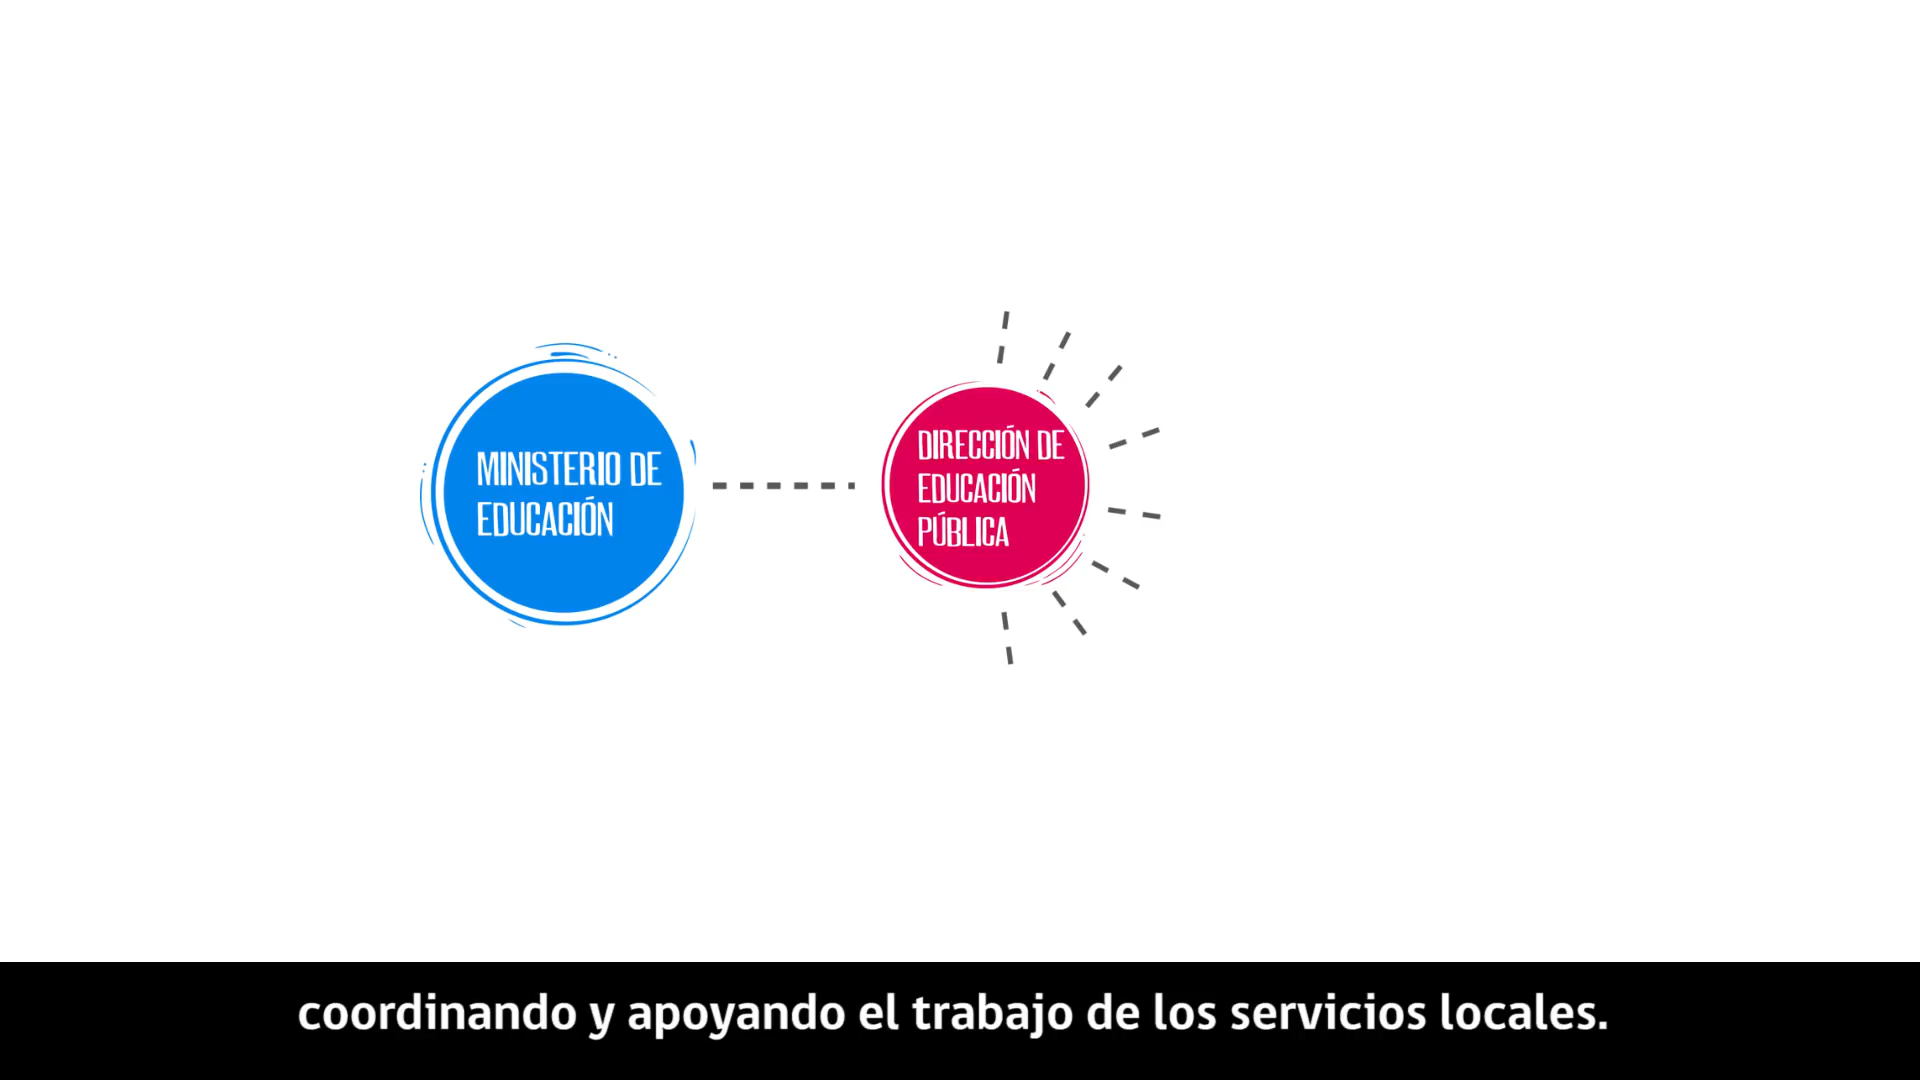 MINISTERIO DE
EDUCACIÓN
DIRECCIÓN DE
EDUCACIÓN
PÚBLICA
coordinando y apoyando el trabajo de los servicios locales.